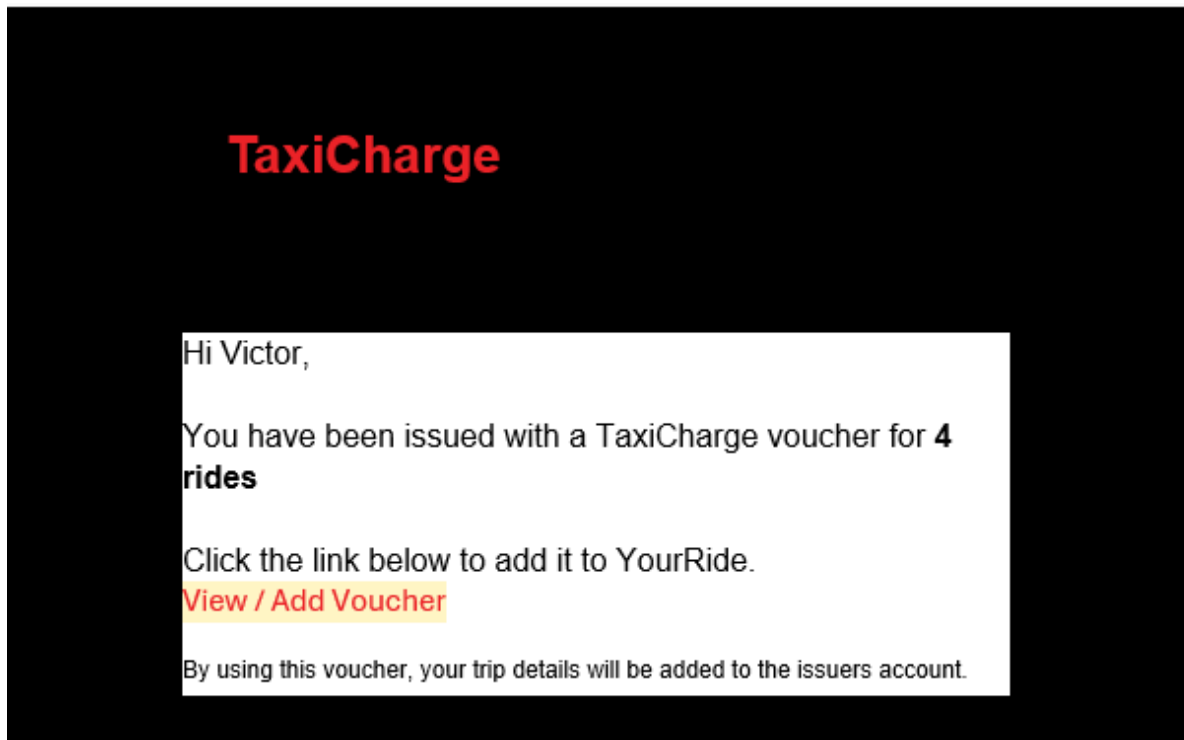 TaxiCharge
Hi Victor,
You have been issued with a TaxiCharge voucher for 4
rides
Click the link below to add it to YourRide.
View / Add Voucher
By using this voucher, your trip details will be added to the issuers account.